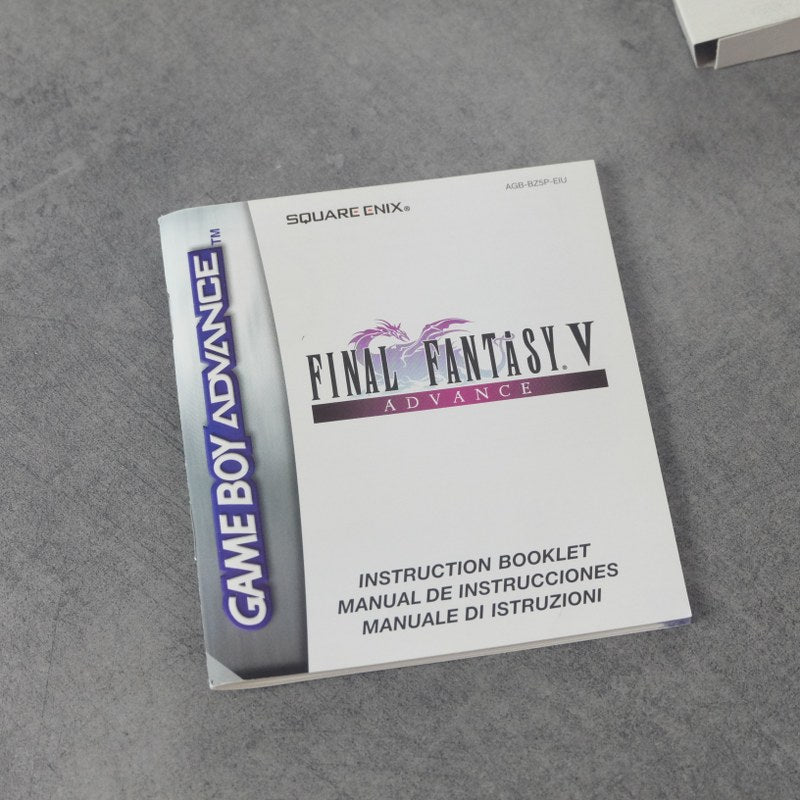 AGB-BZ5P-EIU
SQUARE ENIX®
GAME BOY ADVANCE™
FINAL FANTASY® V
ADVANCE
INSTRUCTION BOOKLET
MANUAL DE INSTRUCCIONES
MANUALE DI ISTRUZIONI